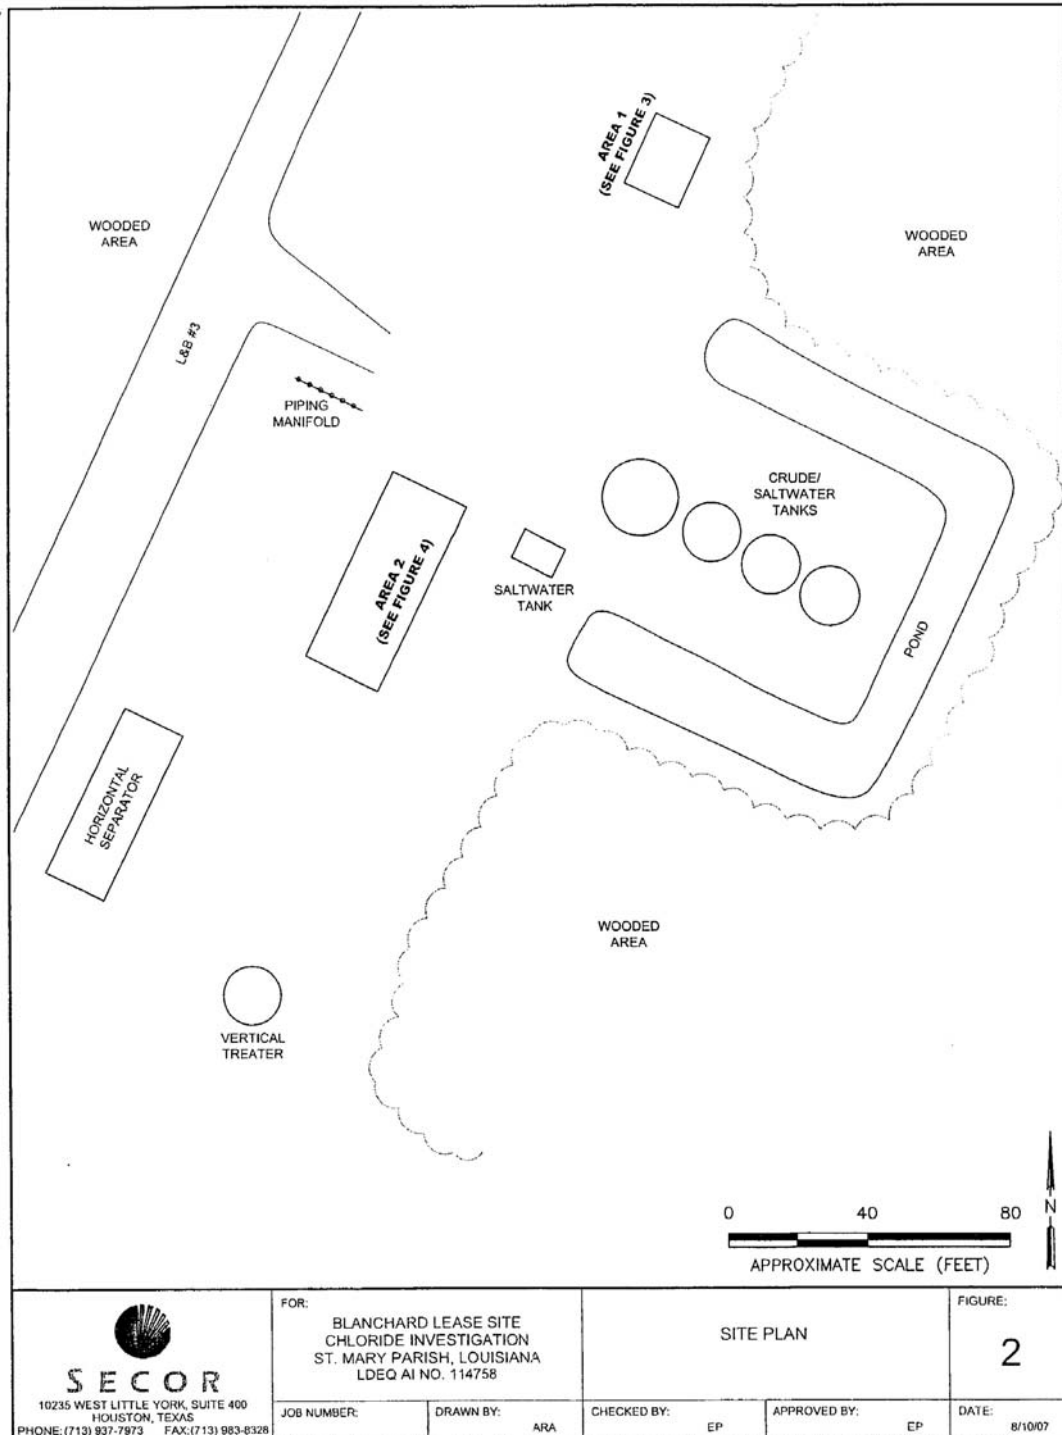 AREA 1
(SEE FIGURE 3)
WOODED
AREA
WOODED
AREA
L&B #3
PIPING
MANIFOLD
CRUDE/
SALTWATER
TANKS
AREA 2
(SEE FIGURE 4)
SALTWATER
TANK
POND
HORIZONTAL
SEPARATOR
WOODED
AREA
VERTICAL
TREATER
0 40 80
APPROXIMATE SCALE (FEET)
N
SECOR
10235 WEST LITTLE YORK, SUITE 400
HOUSTON, TEXAS
PHONE:(713) 937-7973 FAX:(713) 983-8328
FOR:
BLANCHARD LEASE SITE
CHLORIDE INVESTIGATION
ST. MARY PARISH, LOUISIANA
LDEQ AI NO. 114758
SITE PLAN
FIGURE:
2
JOB NUMBER:
DRAWN BY:
ARA
CHECKED BY:
EP
APPROVED BY:
EP
DATE:
8/10/07